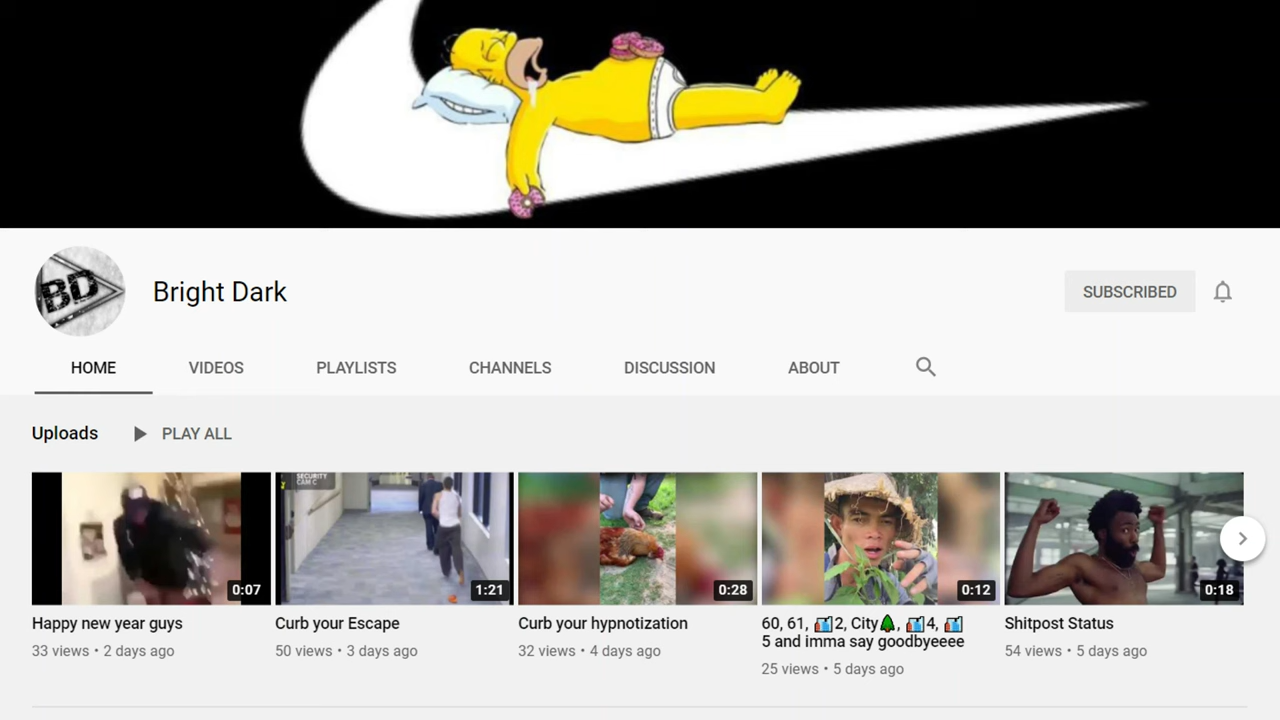 BD
Bright Dark
SUBSCRIBED
HOME
VIDEOS
PLAYLISTS
CHANNELS
DISCUSSION
ABOUT
Uploads
PLAY ALL
SECURITY
CAM C
0:07
1:21
0:28
0:12
0:18
Happy new year guys
33 views • 2 days ago
Curb your Escape
50 views • 3 days ago
Curb your hypnotization
32 views • 4 days ago
60, 61, 2, City🌲, 4,
5 and imma say goodbyeeee
25 views • 5 days ago
Shitpost Status
54 views • 5 days ago